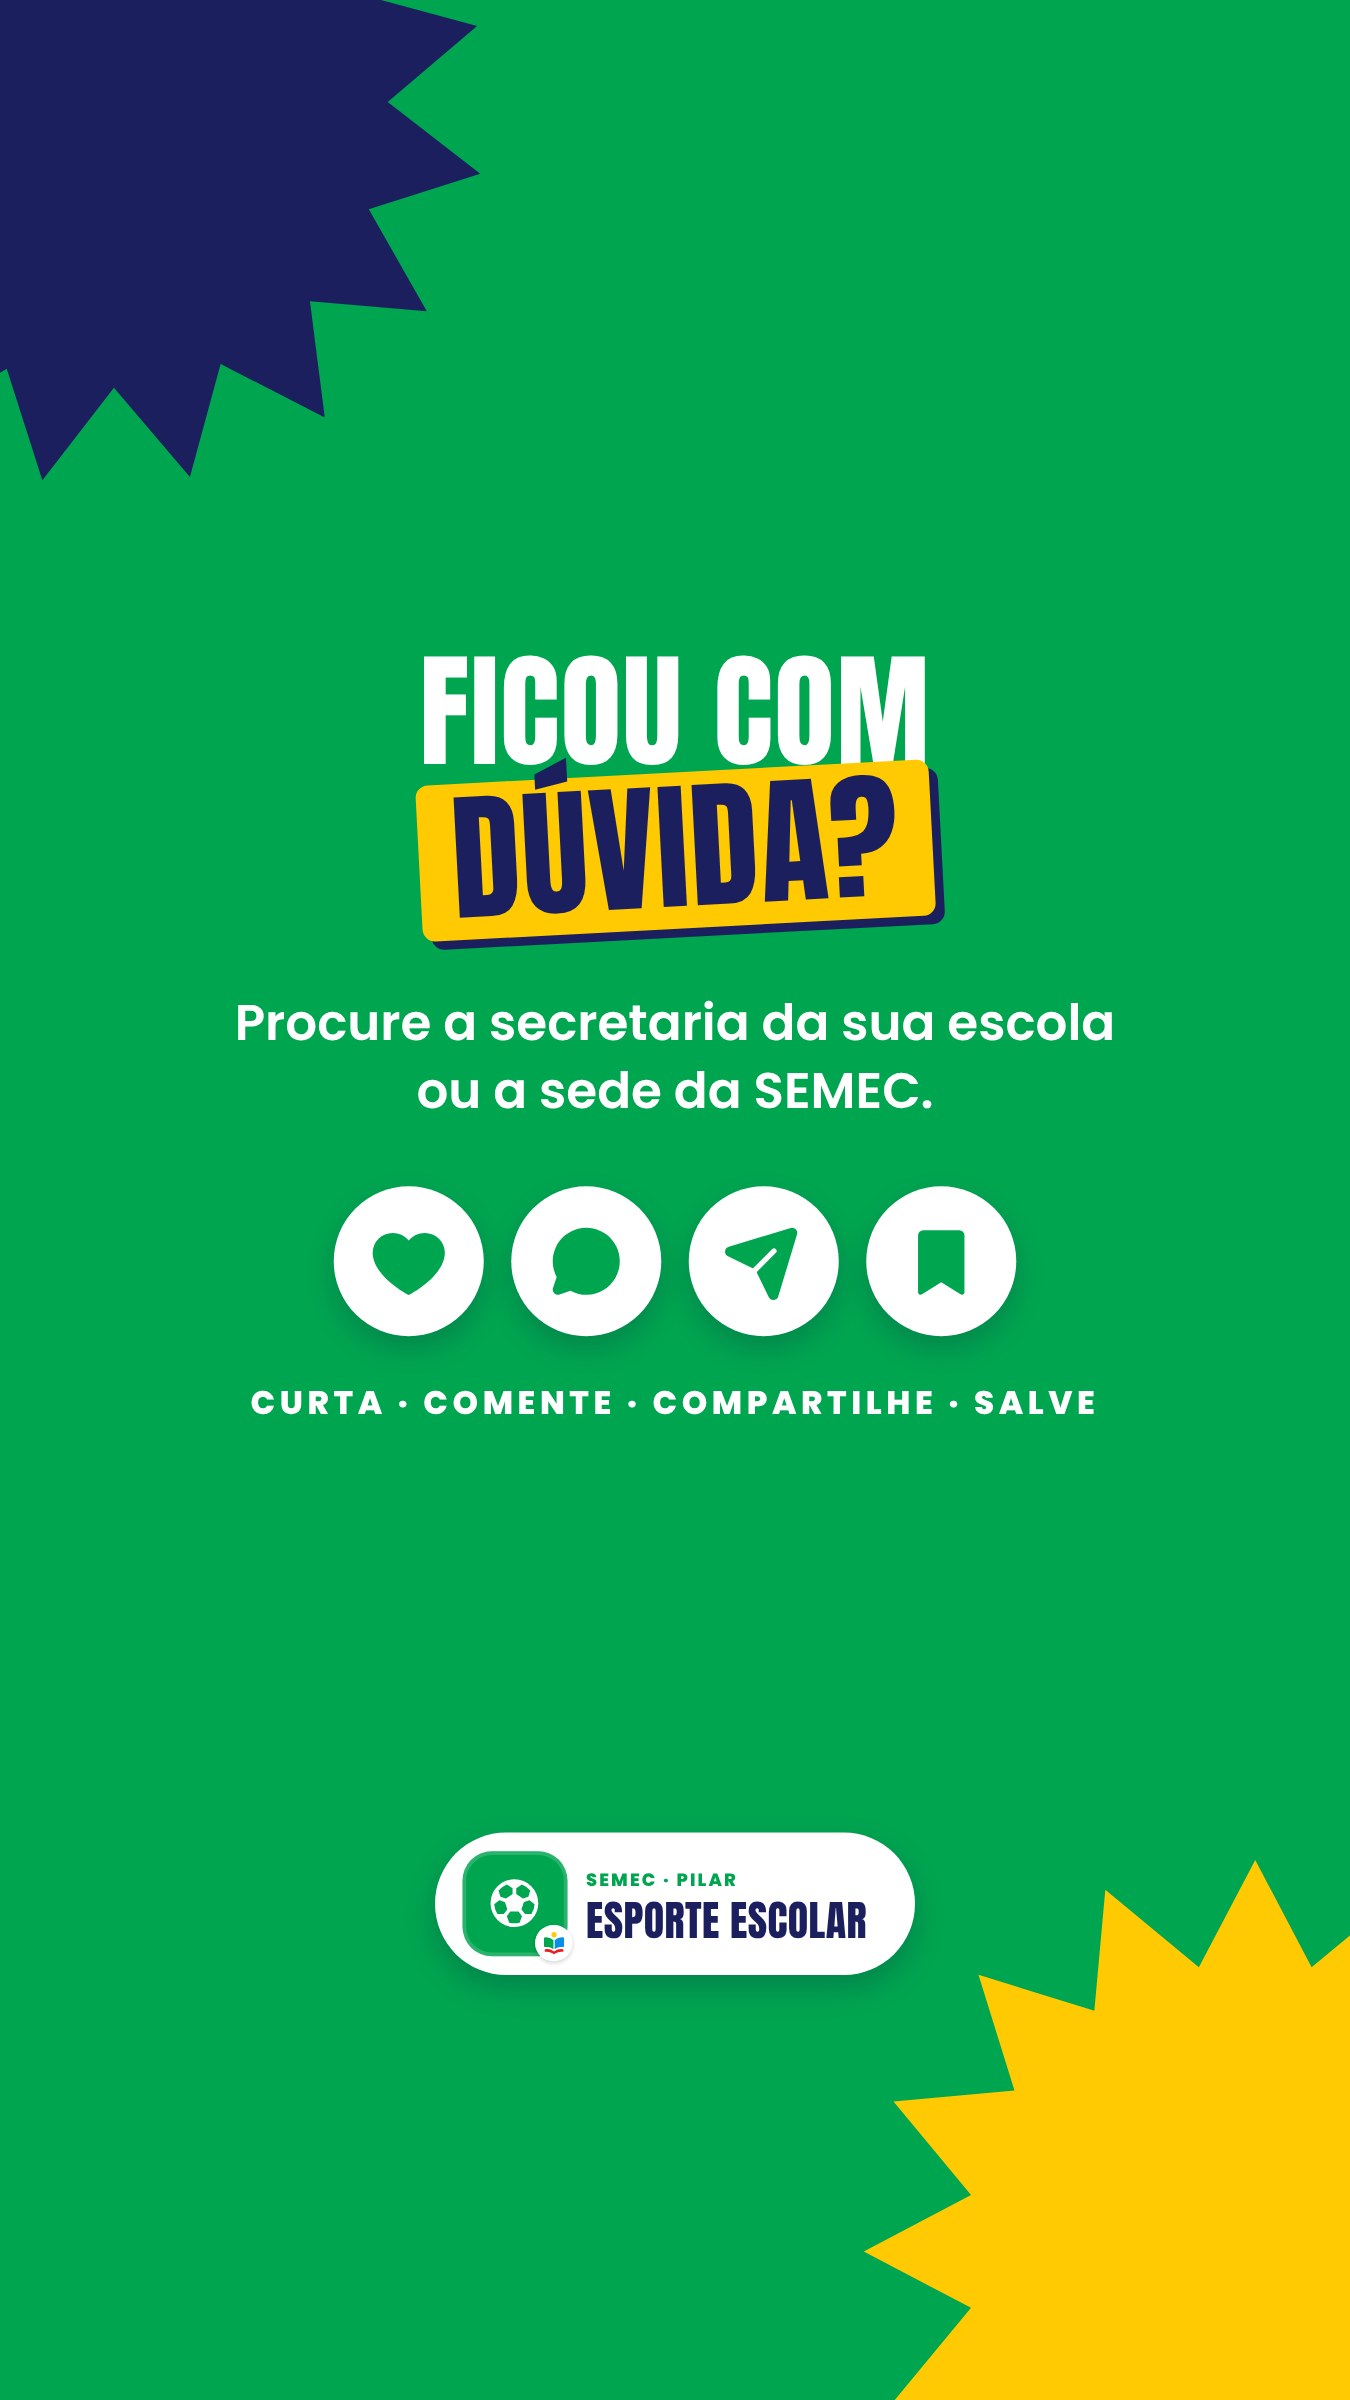 FICOU COM
DÚVIDA?
Procure a secretaria da sua escola
ou a sede da SEMEC.
CURTA · COMENTE · COMPARTILHE · SALVE
SEMEC · PILAR
ESPORTE ESCOLAR